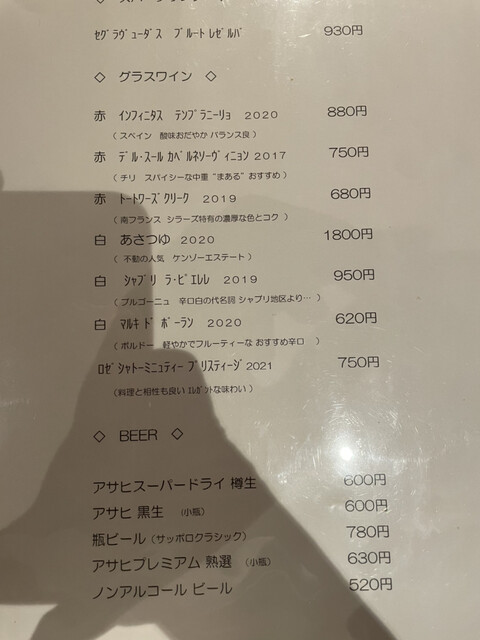 ｾｸﾞﾗｳﾞｭｰﾀﾞｽ ﾌﾞﾙｰﾄ ﾚｾﾞﾙﾊﾞ 930円
◇ グラスワイン ◇
赤 ｲﾝﾌｨﾆﾀｽ ﾃﾝﾌﾟﾗﾆｰﾘｮ 2020 880円
（ スペイン 酸味おだやか バランス良 ）
赤 ﾃﾞﾙ･ｽｰﾙ ｶﾍﾞﾙﾈｿｰｳﾞｨﾆｮﾝ 2017 750円
（ チリ スパイシーな中重 “まある” おすすめ ）
赤 ﾄｰﾄﾜｰｽﾞｸﾘｰｸ 2019 680円
（ 南フランス シラーズ特有の濃厚な色とコク ）
白 あさつゆ 2020 1800円
（ 不動の人気 ケンゾーエステート ）
白 ｼｬﾌﾞﾘ ﾗ･ﾋﾟｴﾚﾚ 2019 950円
（ ブルゴーニュ 辛口白の代名詞 シャブリ地区より… ）
白 ﾏﾙｷ ﾄﾞ ﾎﾞｰﾗﾝ 2020 620円
（ ボルドー 軽やかでフルーティーな おすすめ辛口 ）
ﾛｾﾞ ｼｬﾄｰﾐﾆｭﾃｨｰ ﾌﾟﾘｽﾃｨｰｼﾞ 2021 750円
（料理と相性も良い ｴﾚｶﾞﾝﾄな味わい ）
◇ BEER ◇
アサヒスーパードライ 樽生 600円
アサヒ 黒生 （小瓶） 600円
瓶ビール（サッポロクラシック） 780円
アサヒプレミアム 熟選 （小瓶） 630円
ノンアルコール ビール 520円